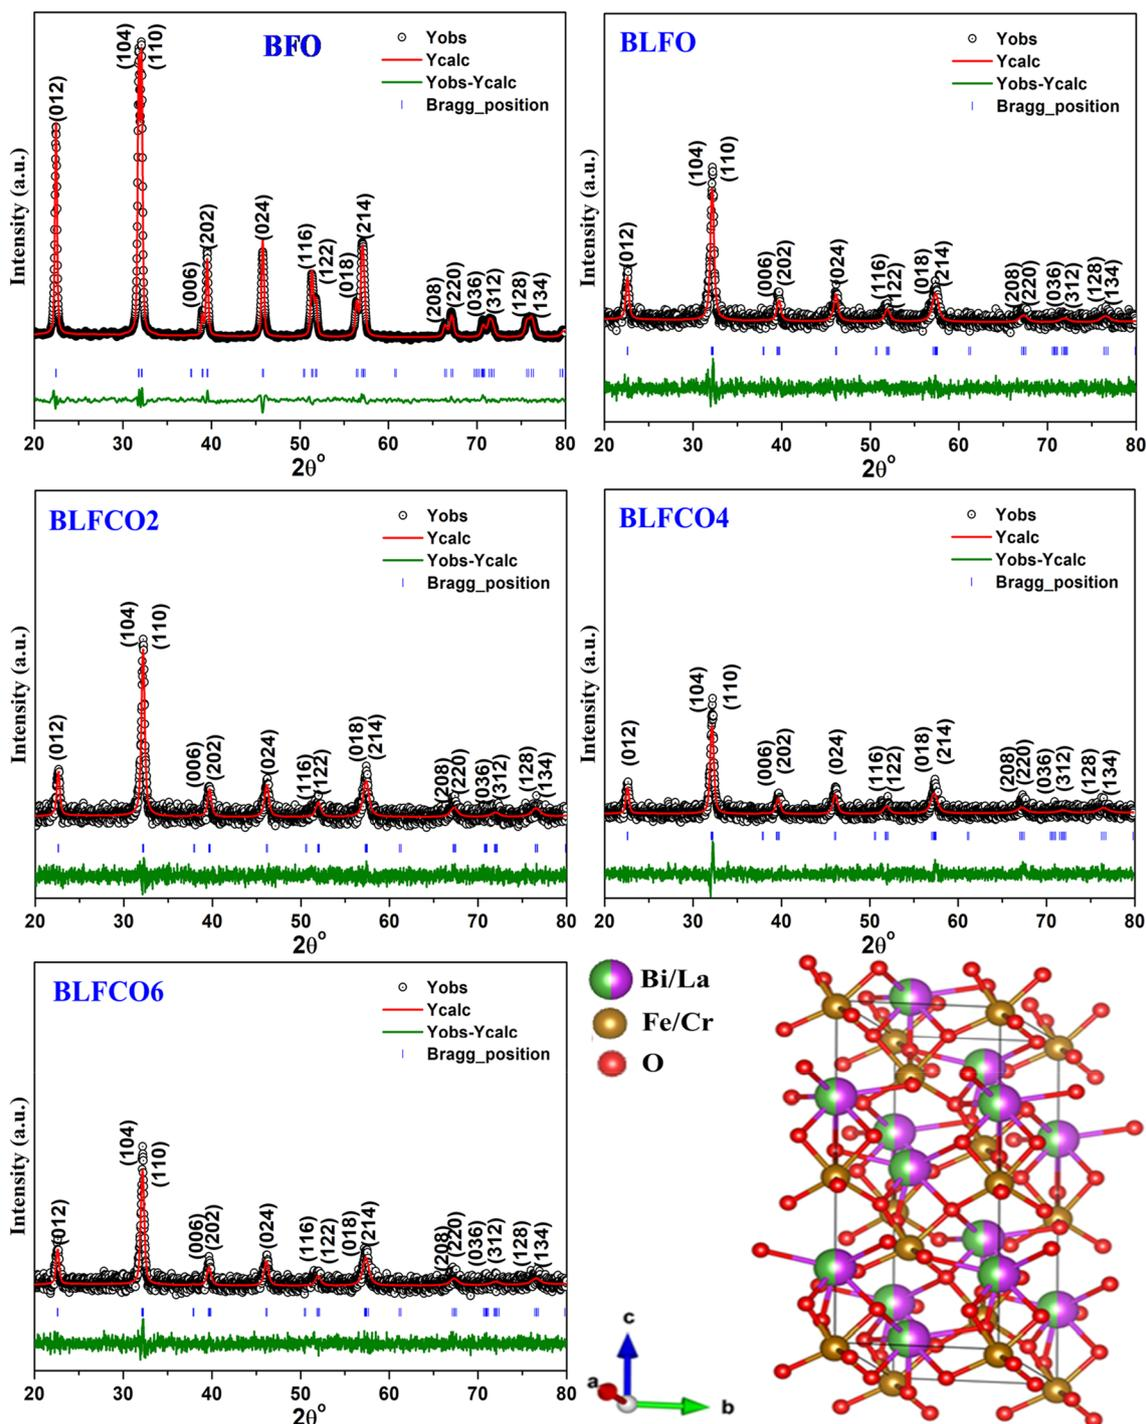 BFO
Yobs
Ycalc
Yobs-Ycalc
Bragg_position
(012)
(104)
(110)
(006)
(202)
(024)
(116)
(122)
(018)
(214)
(208)
(220)
(036)
(312)
(128)
(134)
Intensity (a.u.)
20 30 40 50 60 70 80
2θ°
BLFO
Yobs
Ycalc
Yobs-Ycalc
Bragg_position
(012)
(104)
(110)
(006)
(202)
(024)
(116)
(122)
(018)
(214)
(208)
(220)
(036)
(312)
(128)
(134)
Intensity (a.u.)
20 30 40 50 60 70 80
2θ°
BLFCO2
Yobs
Ycalc
Yobs-Ycalc
Bragg_position
(012)
(104)
(110)
(006)
(202)
(024)
(116)
(122)
(018)
(214)
(208)
(220)
(036)
(312)
(128)
(134)
Intensity (a.u.)
20 30 40 50 60 70 80
2θ°
BLFCO4
Yobs
Ycalc
Yobs-Ycalc
Bragg_position
(012)
(104)
(110)
(006)
(202)
(024)
(116)
(122)
(018)
(214)
(208)
(220)
(036)
(312)
(128)
(134)
Intensity (a.u.)
20 30 40 50 60 70 80
2θ°
BLFCO6
Yobs
Ycalc
Yobs-Ycalc
Bragg_position
(012)
(104)
(110)
(006)
(202)
(024)
(116)
(122)
(018)
(214)
(208)
(220)
(036)
(312)
(128)
(134)
Intensity (a.u.)
20 30 40 50 60 70 80
2θ°
Bi/La
Fe/Cr
O
c
a
b